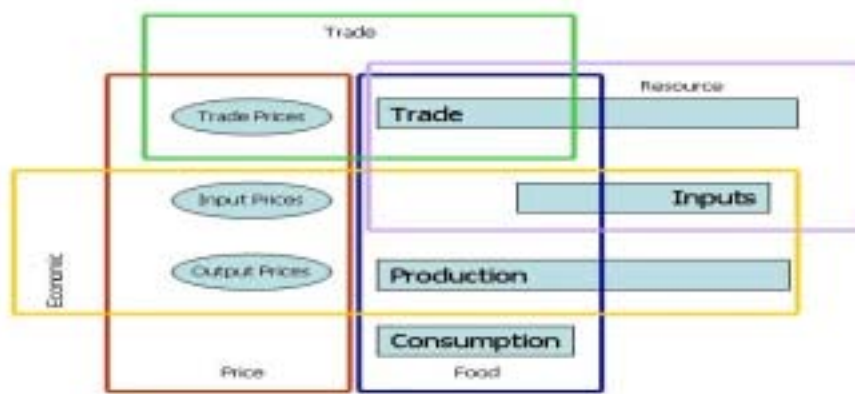 Trade
Resource
Trade Prices
Trade
Input Prices
Inputs
Economic
Output Prices
Production
Consumption
Price
Food